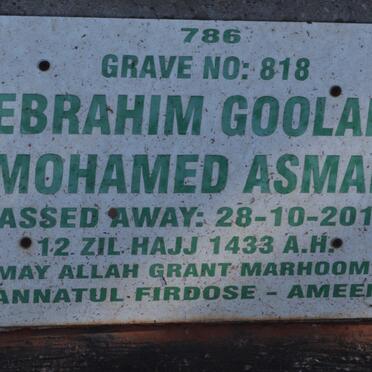 786
GRAVE NO: 818
EBRAHIM GOOLA
MOHAMED ASMA
ASSED AWAY: 28-10-201
12 ZIL HAJJ 1433 A.H.
MAY ALLAH GRANT MARHOOM
ANNATUL FIRDOSE - AMEE